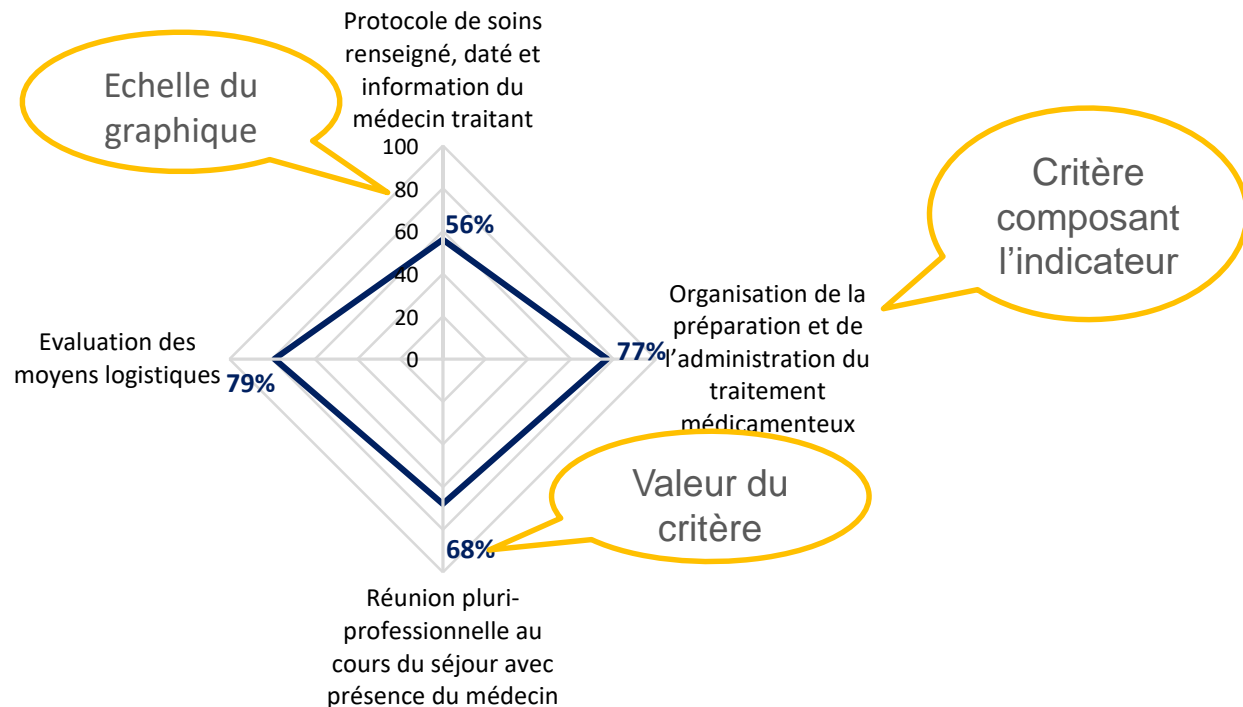 Protocole de soins
renseigné, daté et
information du
médecin traitant
Echelle du
graphique
100
80
60
40
20
0
56%
Critère
composant
l’indicateur
Organisation de la
préparation et de
l’administration du
traitement
médicamenteux
77%
Evaluation des
moyens logistiques
79%
Valeur du
critère
68%
Réunion pluri-
professionnelle au
cours du séjour avec
présence du médecin